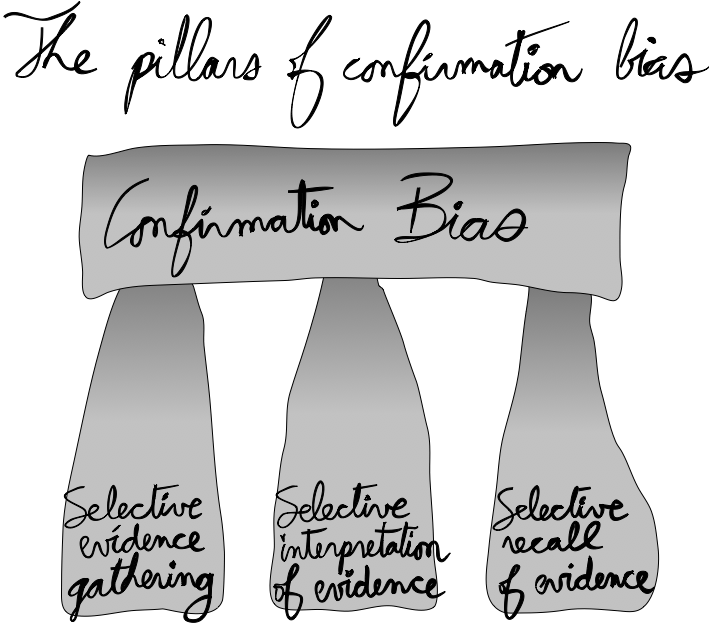 The pillars of confirmation bias
Confirmation Bias
Selective
evidence
gathering
Selective
interpretation
of evidence
Selective
recall
of evidence